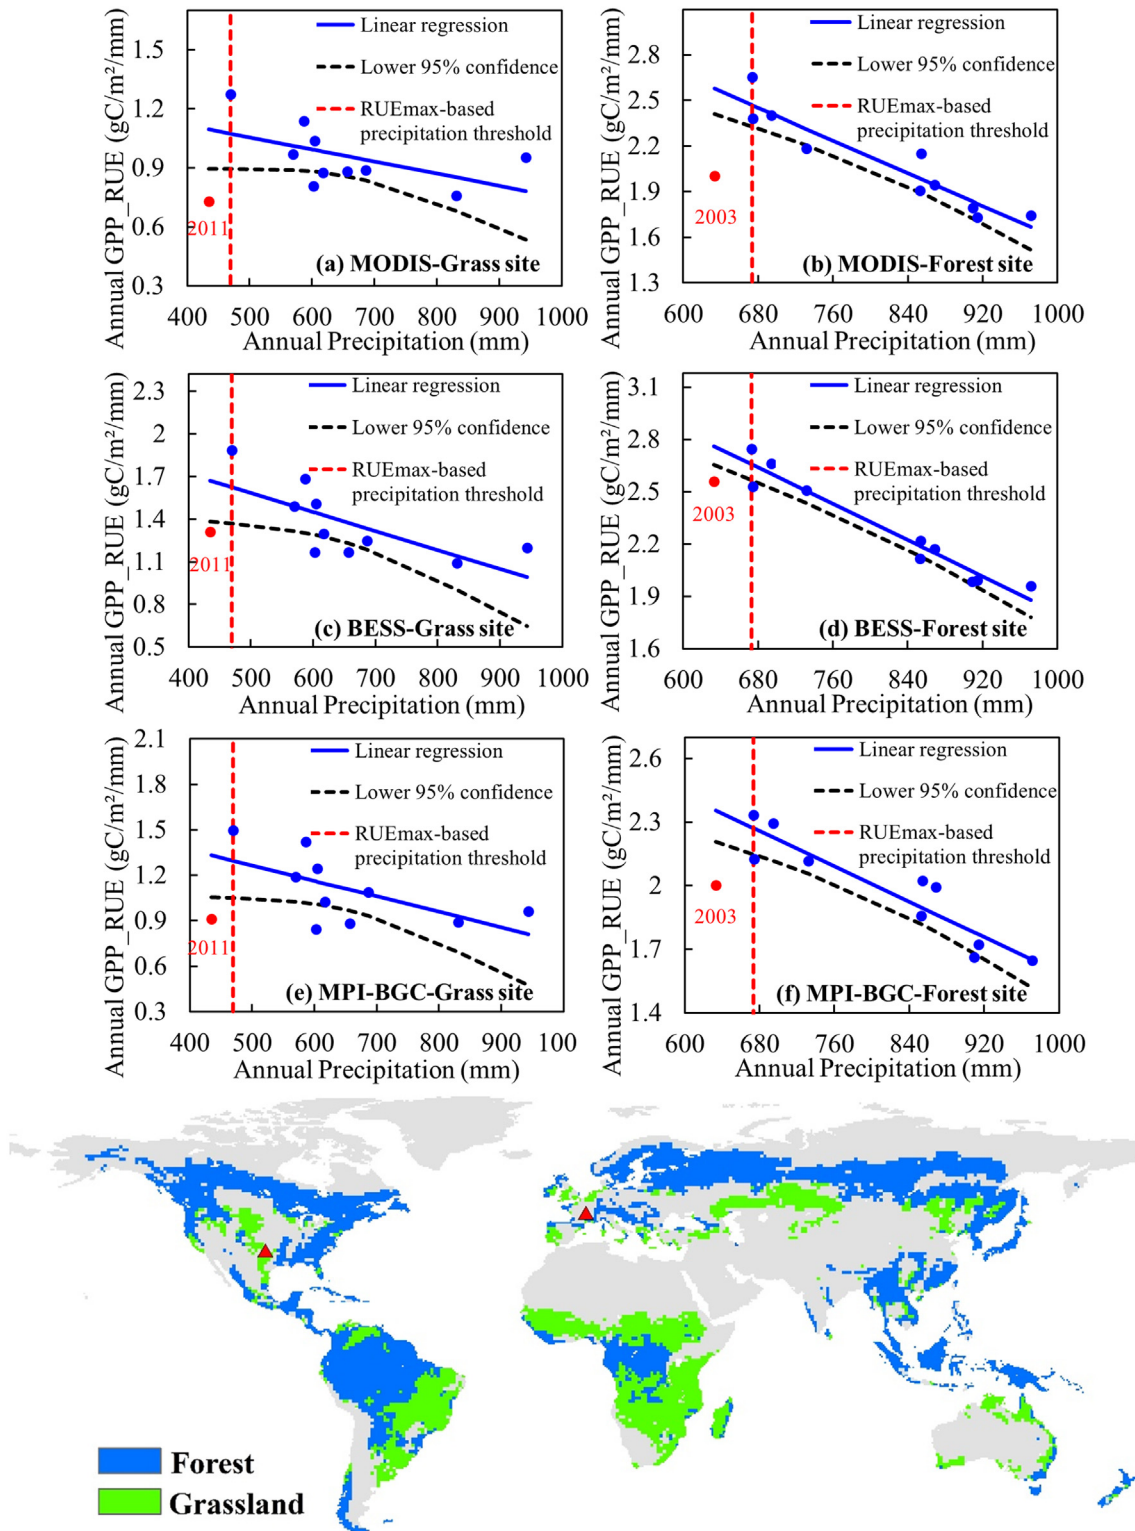 Annual GPP_RUE (gC/m²/mm)
1.5
1.2
0.9
0.6
0.3
Linear regression
Lower 95% confidence
RUEmax-based
precipitation threshold
2011
(a) MODIS-Grass site
400 500 600 700 800 900 1000
Annual Precipitation (mm)
Annual GPP_RUE (gC/m²/mm)
2.8
2.5
2.2
1.9
1.6
1.3
Linear regression
Lower 95% confidence
RUEmax-based
precipitation threshold
2003
(b) MODIS-Forest site
600 680 760 840 920 1000
Annual Precipitation (mm)
Annual GPP_RUE (gC/m²/mm)
2.3
2
1.7
1.4
1.1
0.8
0.5
Linear regression
Lower 95% confidence
RUEmax-based
precipitation threshold
2011
(c) BESS-Grass site
400 500 600 700 800 900 1000
Annual Precipitation (mm)
Annual GPP_RUE (gC/m²/mm)
3.1
2.8
2.5
2.2
1.9
1.6
Linear regression
Lower 95% confidence
RUEmax-based
precipitation threshold
2003
(d) BESS-Forest site
600 680 760 840 920 1000
Annual Precipitation (mm)
Annual GPP_RUE (gC/m²/mm)
2.1
1.8
1.5
1.2
0.9
0.6
0.3
Linear regression
Lower 95% confidence
RUEmax-based
precipitation threshold
2011
(e) MPI-BGC-Grass site
400 500 600 700 800 900 100
Annual Precipitation (mm)
Annual GPP_RUE (gC/m²/mm)
2.6
2.3
2
1.7
1.4
Linear regression
Lower 95% confidence
RUEmax-based
precipitation threshold
2003
(f) MPI-BGC-Forest site
600 680 760 840 920 1000
Annual Precipitation (mm)
Forest
Grassland